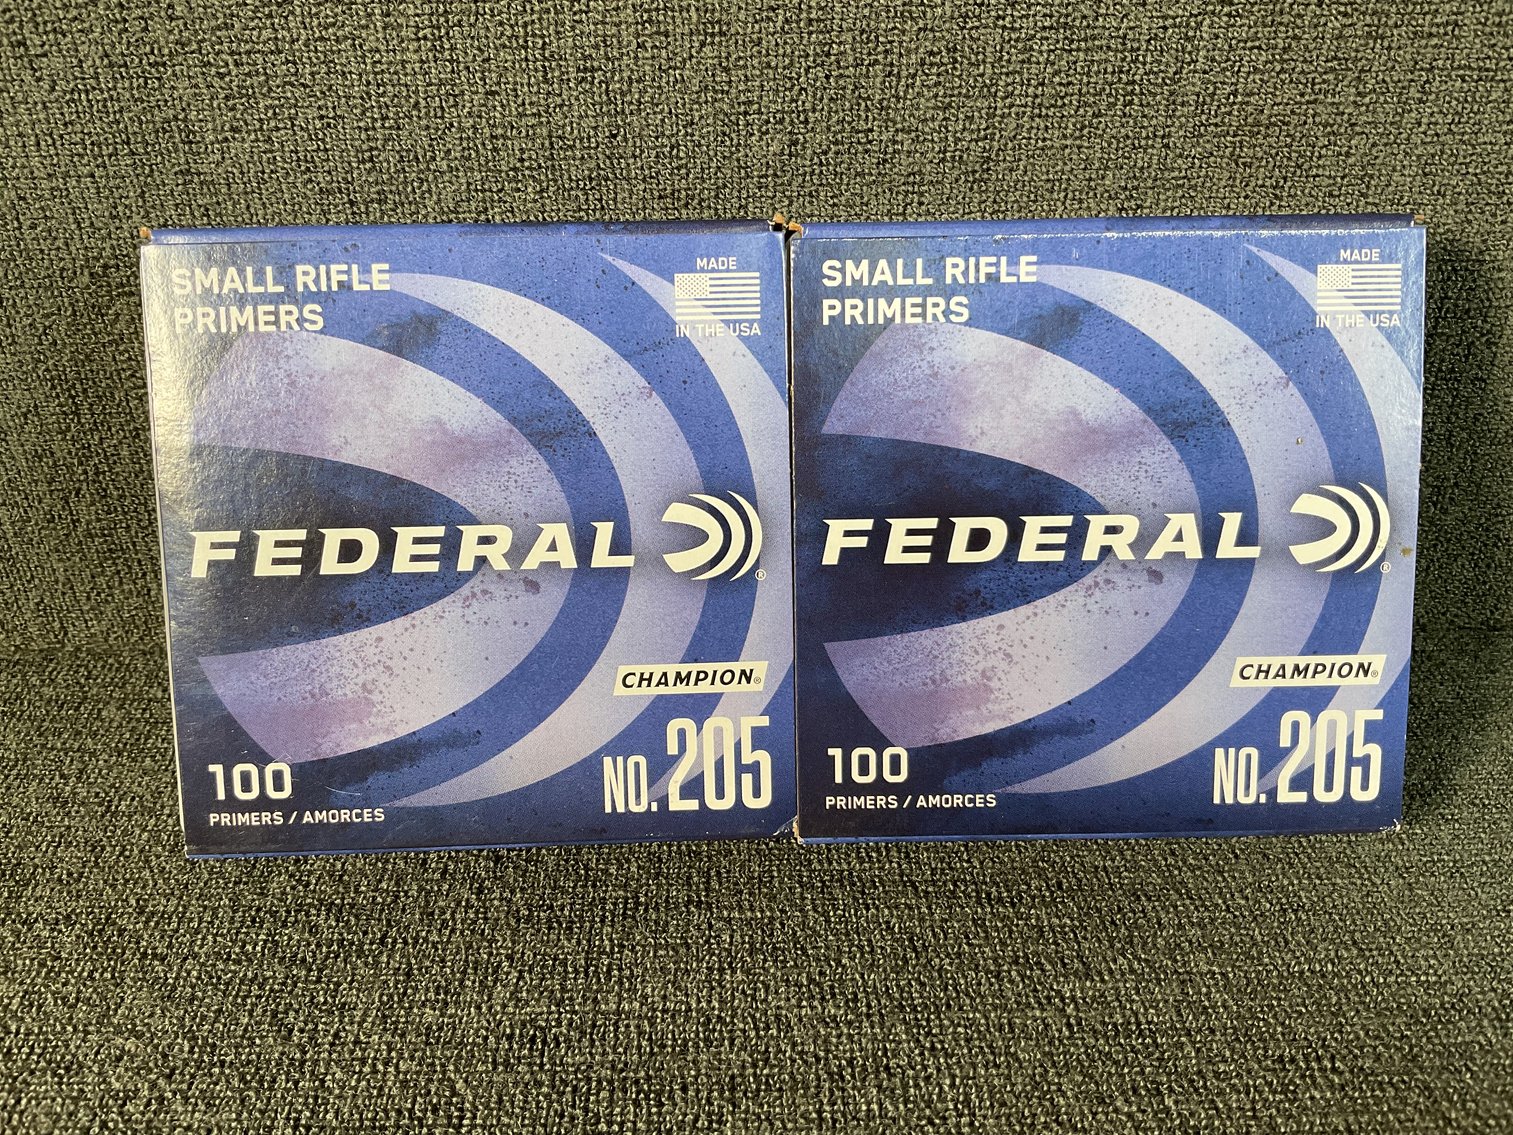 SMALL RIFLE
PRIMERS
MADE
IN THE USA
FEDERAL®
CHAMPION®
100
PRIMERS / AMORCES
NO. 205
SMALL RIFLE
PRIMERS
MADE
IN THE USA
FEDERAL®
CHAMPION®
100
PRIMERS / AMORCES
NO. 205